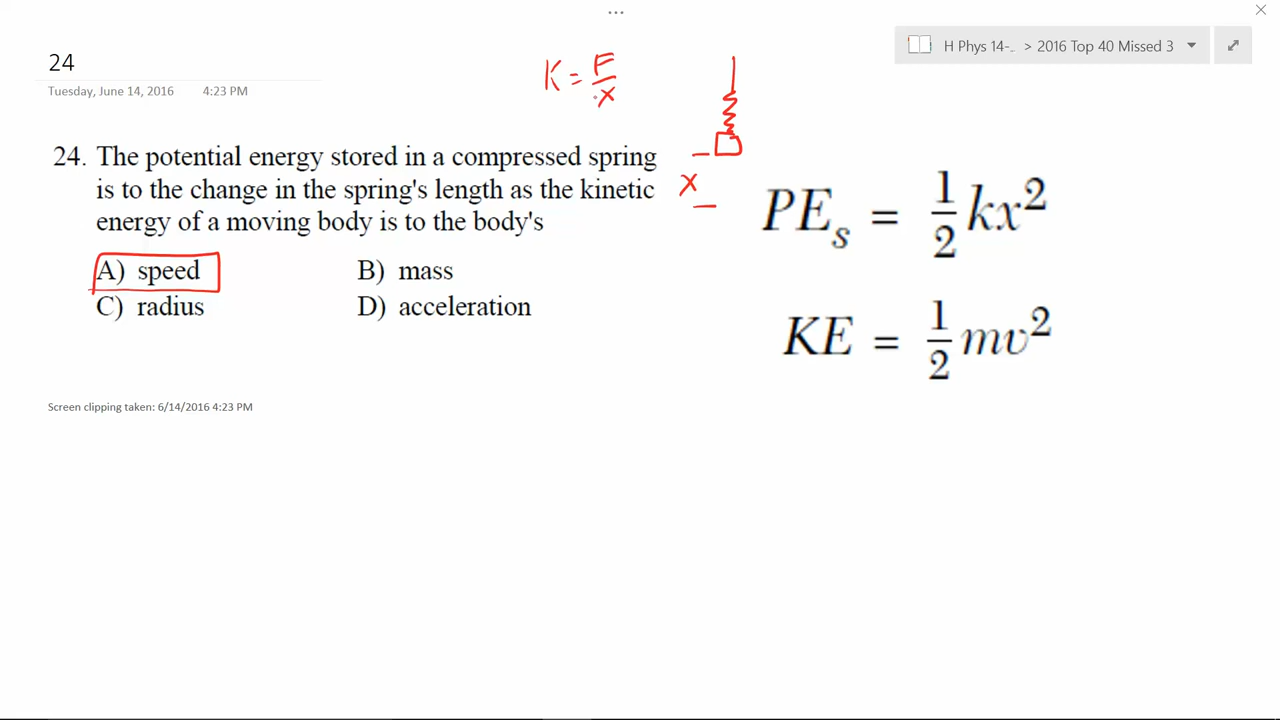 ...
H Phys 14-.. > 2016 Top 40 Missed 3
24
Tuesday, June 14, 2016 4:23 PM
K = F/x
24. The potential energy stored in a compressed spring
is to the change in the spring's length as the kinetic
energy of a moving body is to the body's
A) speed B) mass
C) radius D) acceleration
x
PEs = 1/2 kx²
KE = 1/2 mv²
Screen clipping taken: 6/14/2016 4:23 PM